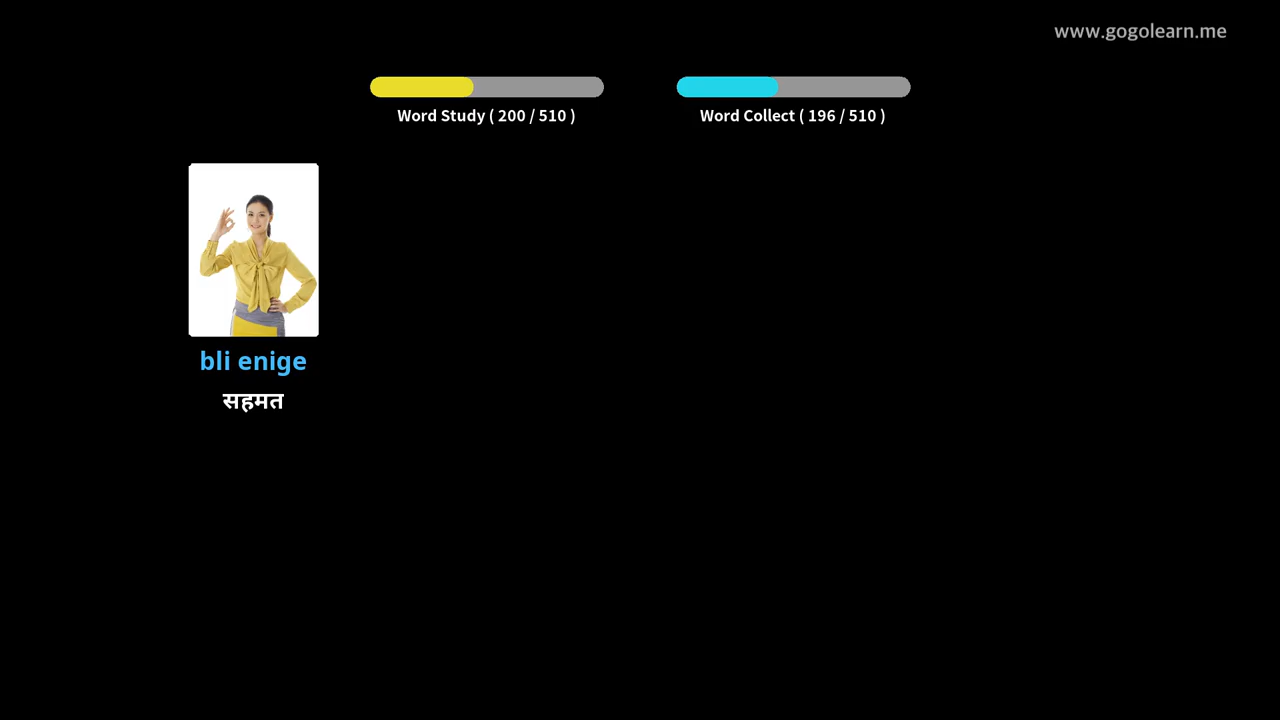 www.gogolearn.me
Word Study ( 200 / 510 )
Word Collect ( 196 / 510 )
bli enige
सहमत